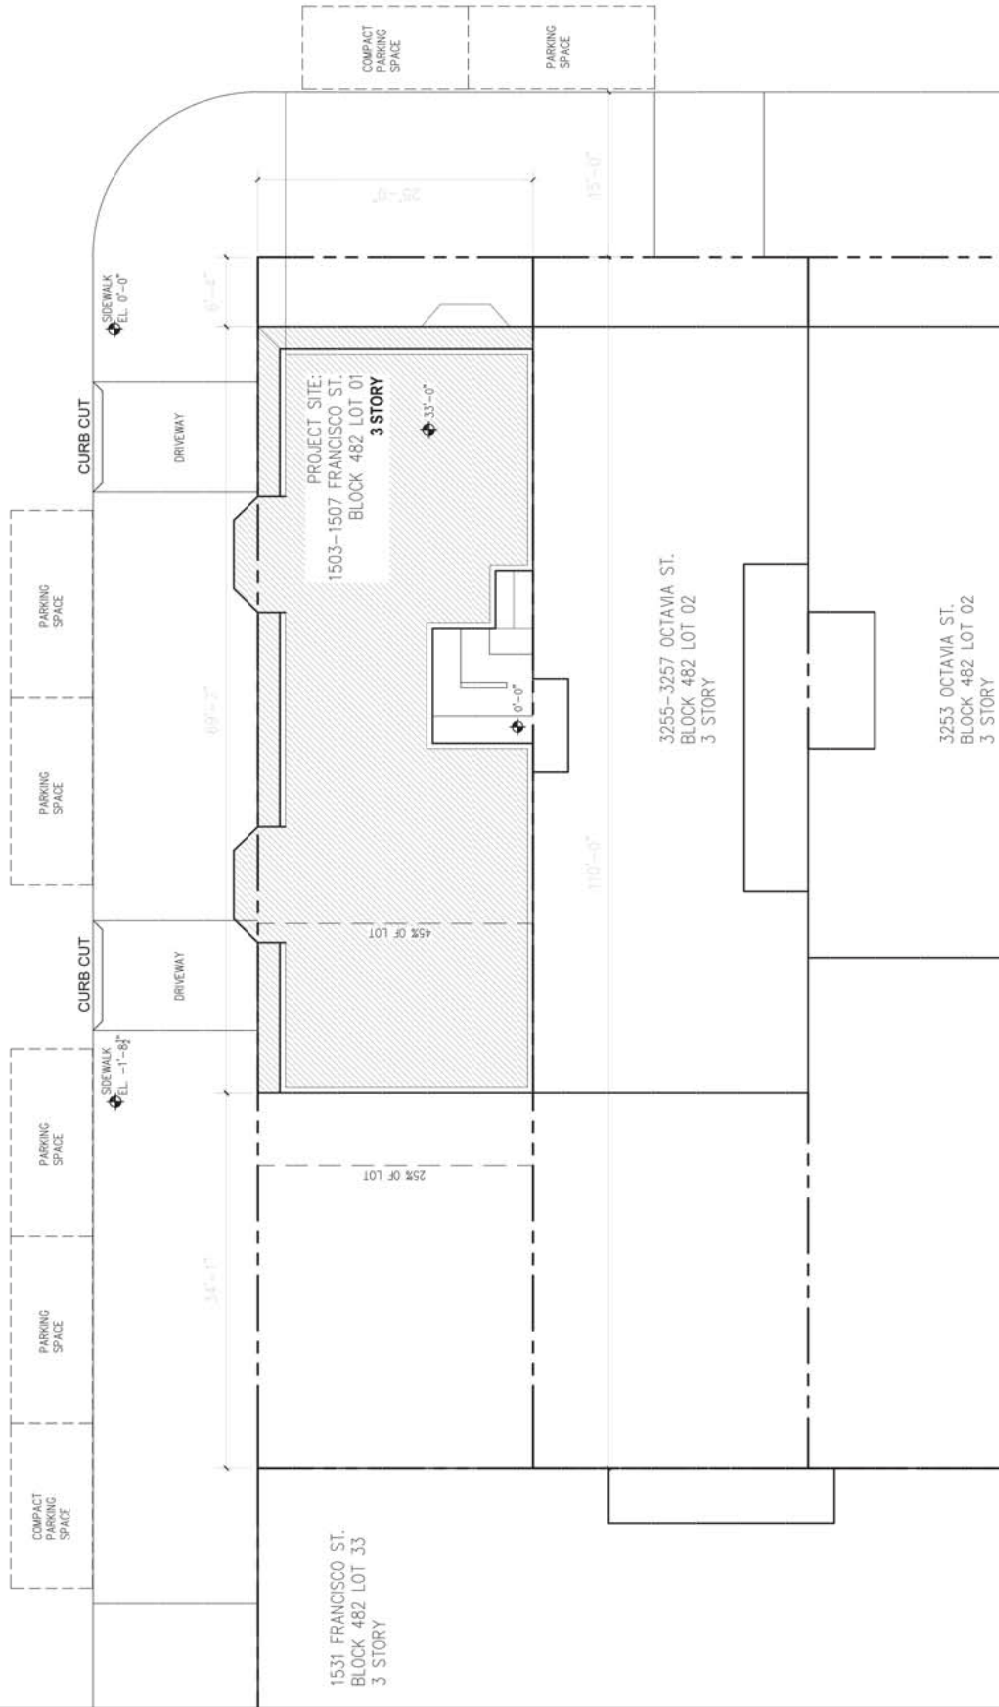 COMPACT
PARKING
SPACE
PARKING
SPACE
15'-0"
25'-0"
6'-4"
SIDEWALK
EL. 0'-0"
CURB CUT
DRIVEWAY
PROJECT SITE:
1503-1507 FRANCISCO ST.
BLOCK 482 LOT 01
3 STORY
33'-0"
PARKING
SPACE
PARKING
SPACE
0'-0"
3255-3257 OCTAVIA ST.
BLOCK 482 LOT 02
3 STORY
3253 OCTAVIA ST.
BLOCK 482 LOT 02
3 STORY
110'-0"
45% OF LOT
CURB CUT
DRIVEWAY
SIDEWALK
EL. -1'-8½"
PARKING
SPACE
25% OF LOT
34'-1"
PARKING
SPACE
COMPACT
PARKING
SPACE
1531 FRANCISCO ST.
BLOCK 482 LOT 33
3 STORY